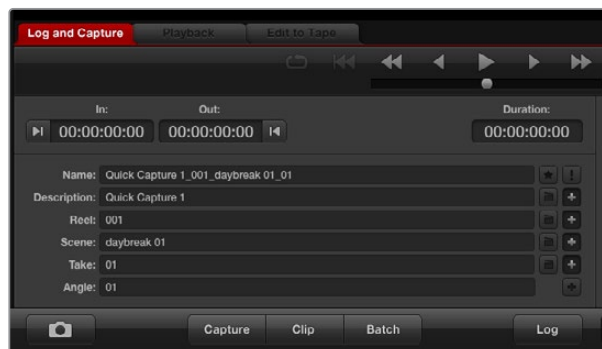 Log and Capture Playback Edit to Tape
In: Out: Duration:
00:00:00:00 00:00:00:00 00:00:00:00
Name: Quick Capture 1_001_daybreak 01_01
Description: Quick Capture 1
Reel: 001
Scene: daybreak 01
Take: 01
Angle: 01
Capture Clip Batch Log